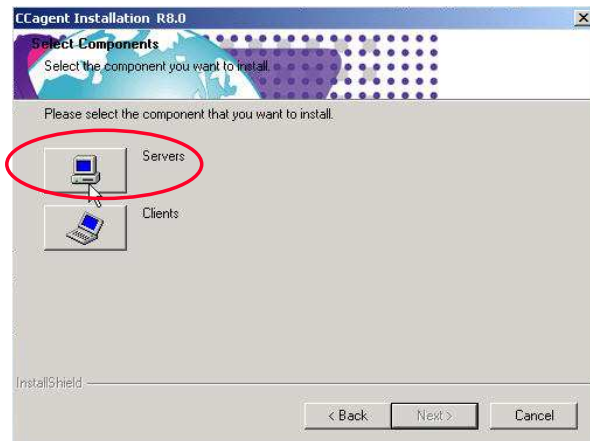 CCagent Installation R8.0
Select Components
Select the component you want to install.
Please select the component that you want to install.
Servers
Clients
InstallShield
< Back
Next >
Cancel